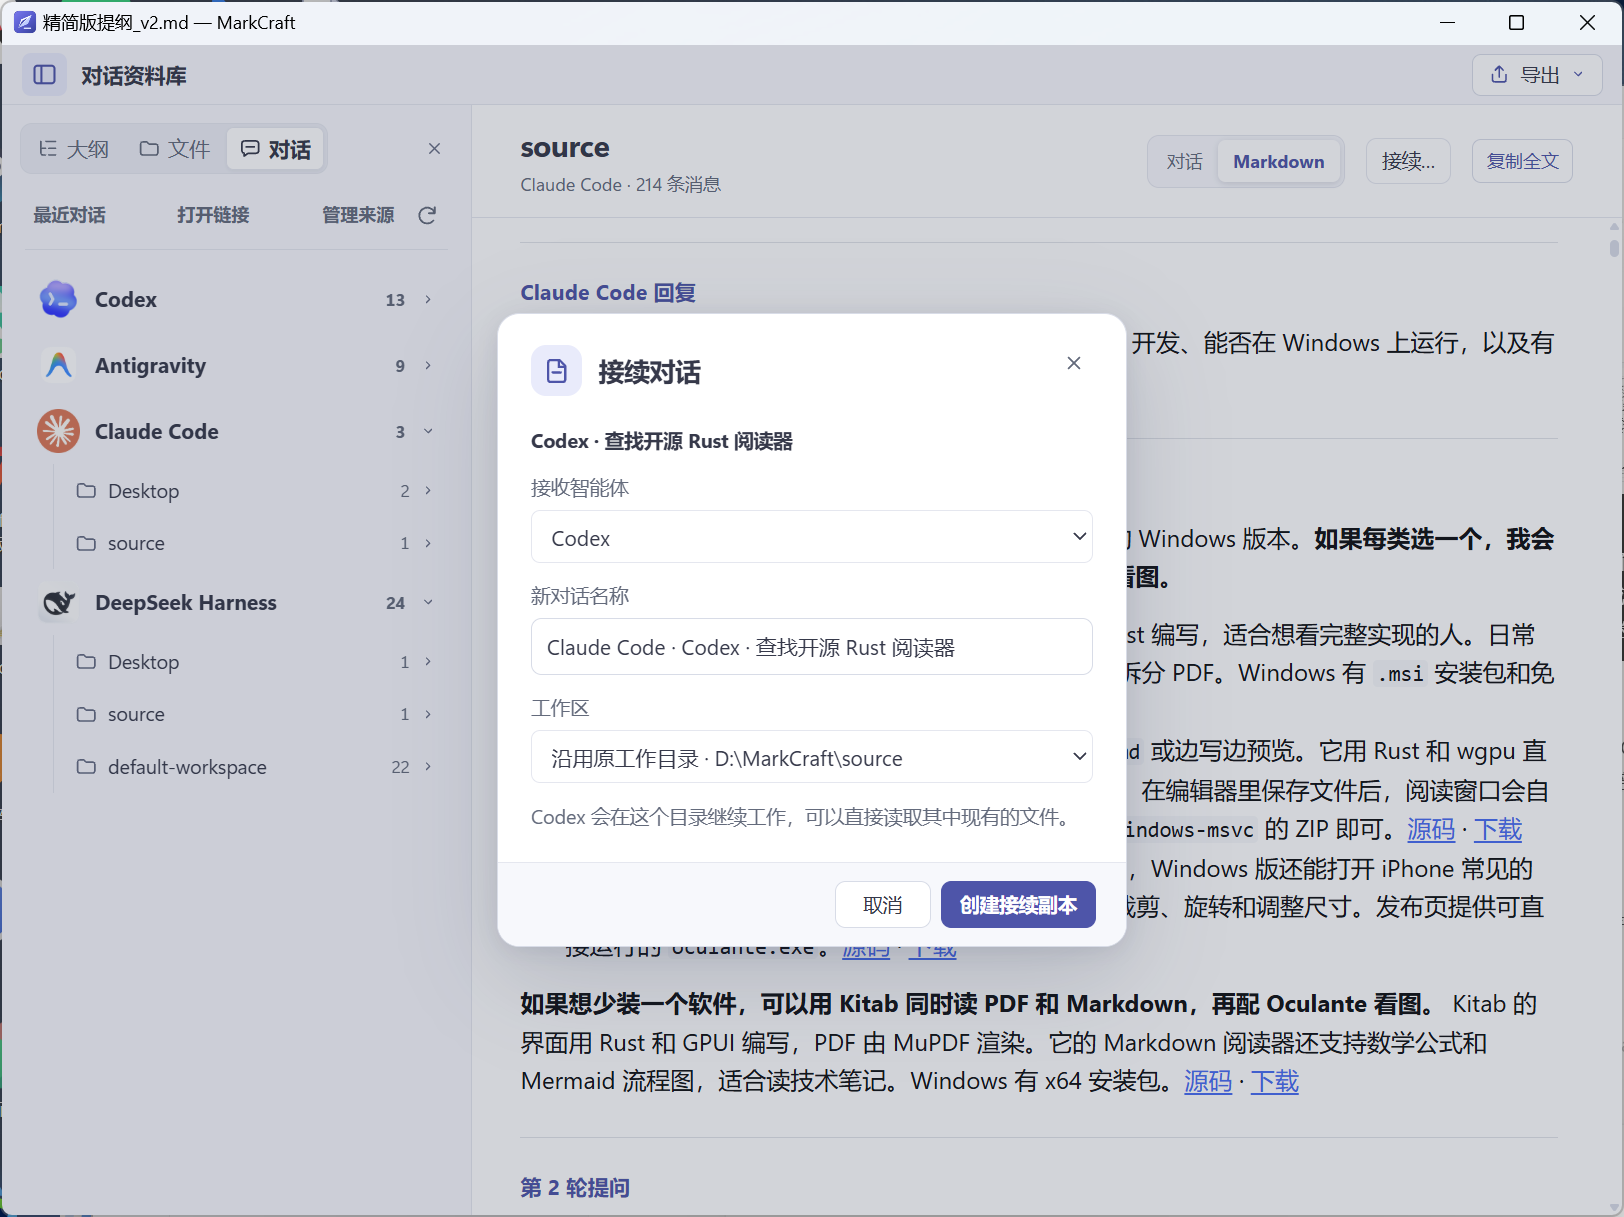 精简版提纲_v2.md — MarkCraft
对话资料库
导出
大纲
文件
对话
最近对话
打开链接
管理来源
Codex 13
Antigravity 9
Claude Code 3
Desktop 2
source 1
DeepSeek Harness 24
Desktop 1
source 1
default-workspace 22
source
Claude Code · 214 条消息
对话
Markdown
接续...
复制全文
Claude Code 回复
开发、能否在 Windows 上运行，以及有
Windows 版本。如果每类选一个，我会
看图。
st 编写，适合想看完整实现的人。日常
拆分 PDF。Windows 有 .msi 安装包和免
或边写边预览。它用 Rust 和 wgpu 直
在编辑器里保存文件后，阅读窗口会自
indows-msvc 的 ZIP 即可。源码 · 下载
，Windows 版还能打开 iPhone 常见的
裁剪、旋转和调整尺寸。发布页提供可直
接运行的 oculante.exe。源码 · 下载
如果想少装一个软件，可以用 Kitab 同时读 PDF 和 Markdown，再配 Oculante 看图。 Kitab 的
界面用 Rust 和 GPUI 编写，PDF 由 MuPDF 渲染。它的 Markdown 阅读器还支持数学公式和
Mermaid 流程图，适合读技术笔记。Windows 有 x64 安装包。源码 · 下载
第 2 轮提问
接续对话
Codex · 查找开源 Rust 阅读器
接收智能体
Codex
新对话名称
Claude Code · Codex · 查找开源 Rust 阅读器
工作区
沿用原工作目录 · D:\MarkCraft\source
Codex 会在这个目录继续工作，可以直接读取其中现有的文件。
取消
创建接续副本